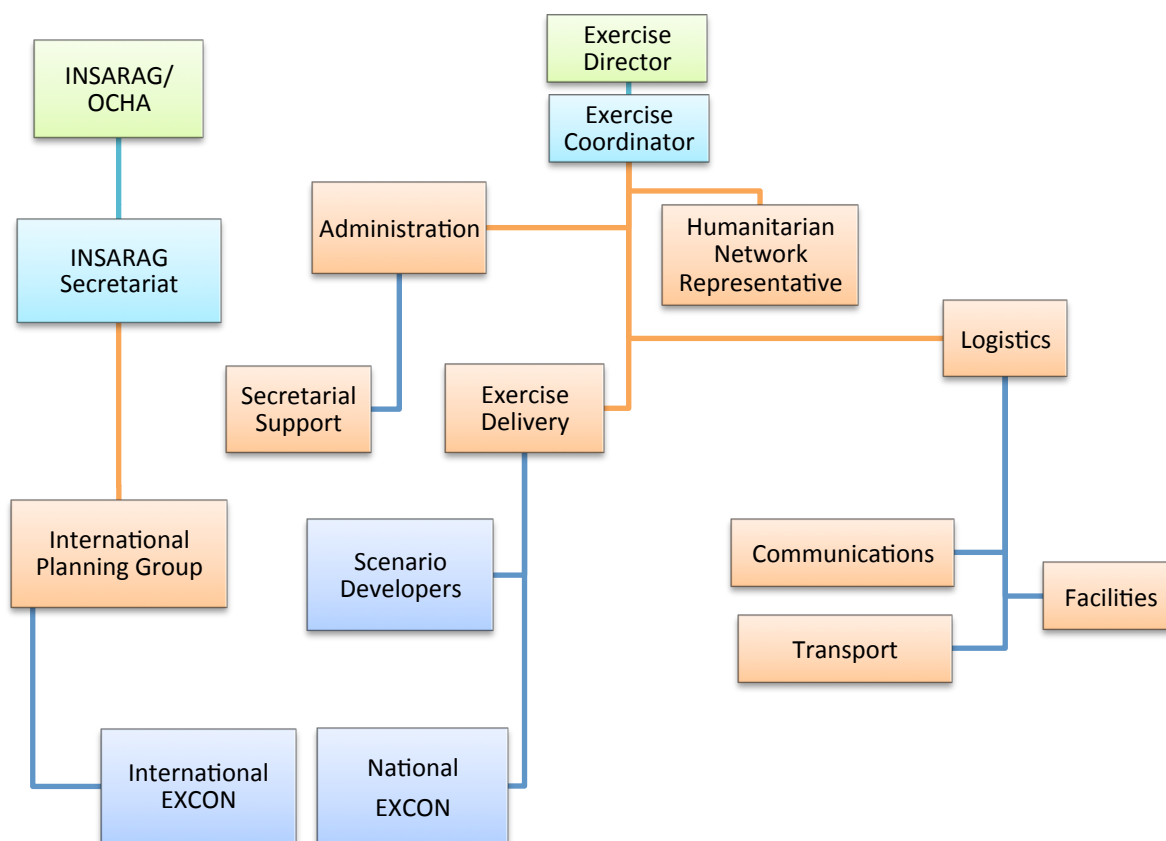 Exercise
Director
INSARAG/
OCHA
Exercise
Coordinator
Administration
Humanitarian
Network
Representative
INSARAG
Secretariat
Logistics
Secretarial
Support
Exercise
Delivery
International
Planning Group
Scenario
Developers
Communications
Facilities
Transport
International
EXCON
National
EXCON